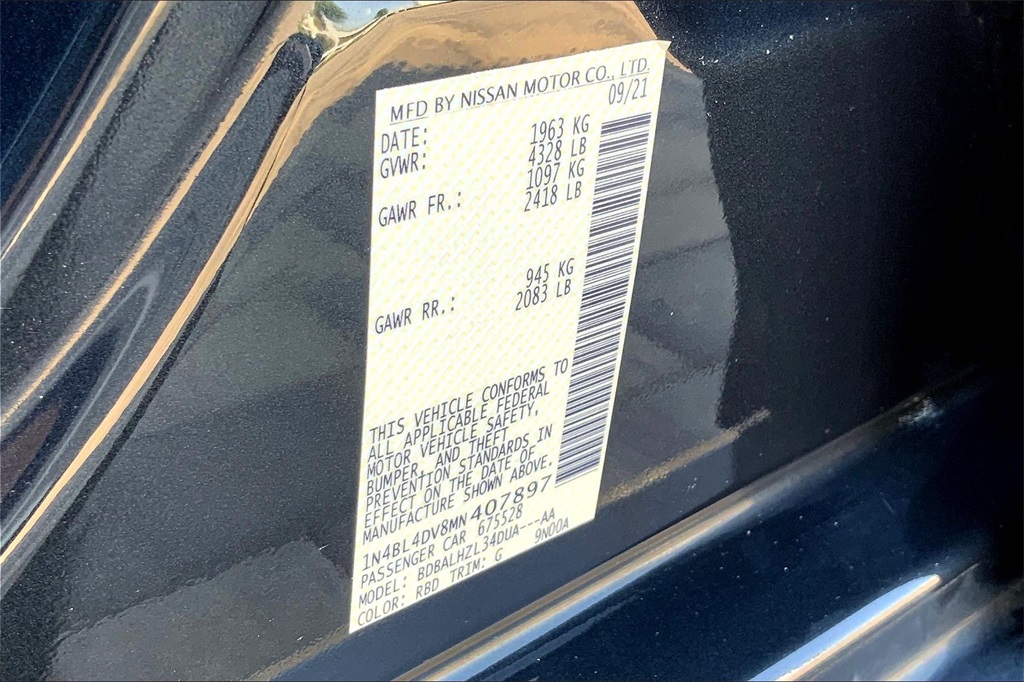 MFD BY NISSAN MOTOR CO., LTD.
DATE: 09/21
GVWR: 1963 KG
4328 LB
GAWR FR.: 1097 KG
2418 LB
GAWR RR.: 945 KG
2083 LB
THIS VEHICLE CONFORMS TO
ALL APPLICABLE FEDERAL
MOTOR VEHICLE SAFETY,
BUMPER, AND THEFT
PREVENTION STANDARDS IN
EFFECT ON THE DATE OF
MANUFACTURE SHOWN ABOVE.
1N4BL4DV8MN407897
PASSENGER CAR 675528
MODEL: BDBALHZL34DUA---AA
COLOR: RBD TRIM: G 9N00A